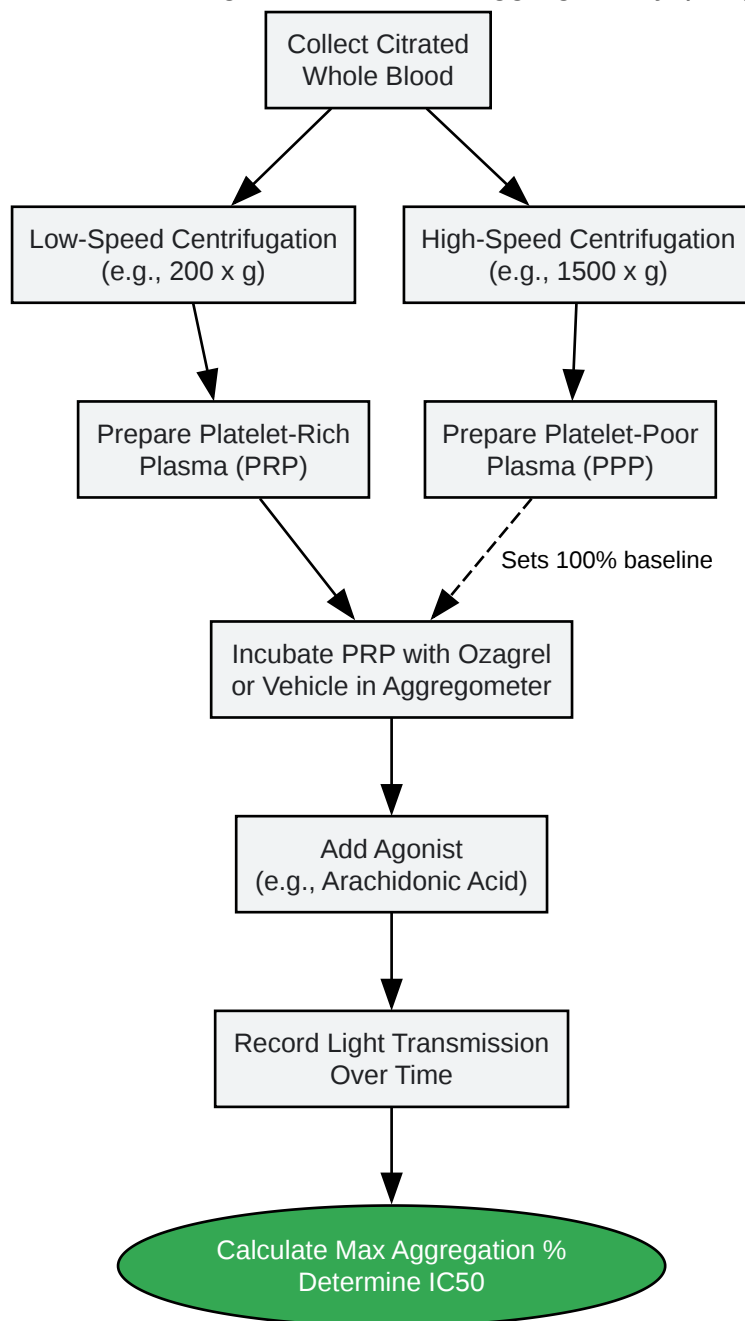 Collect Citrated
Whole Blood
Low-Speed Centrifugation
(e.g., 200 x g)
High-Speed Centrifugation
(e.g., 1500 x g)
Prepare Platelet-Rich
Plasma (PRP)
Prepare Platelet-Poor
Plasma (PPP)
Sets 100% baseline
Incubate PRP with Ozagrel
or Vehicle in Aggregometer
Add Agonist
(e.g., Arachidonic Acid)
Record Light Transmission
Over Time
Calculate Max Aggregation %
Determine IC50